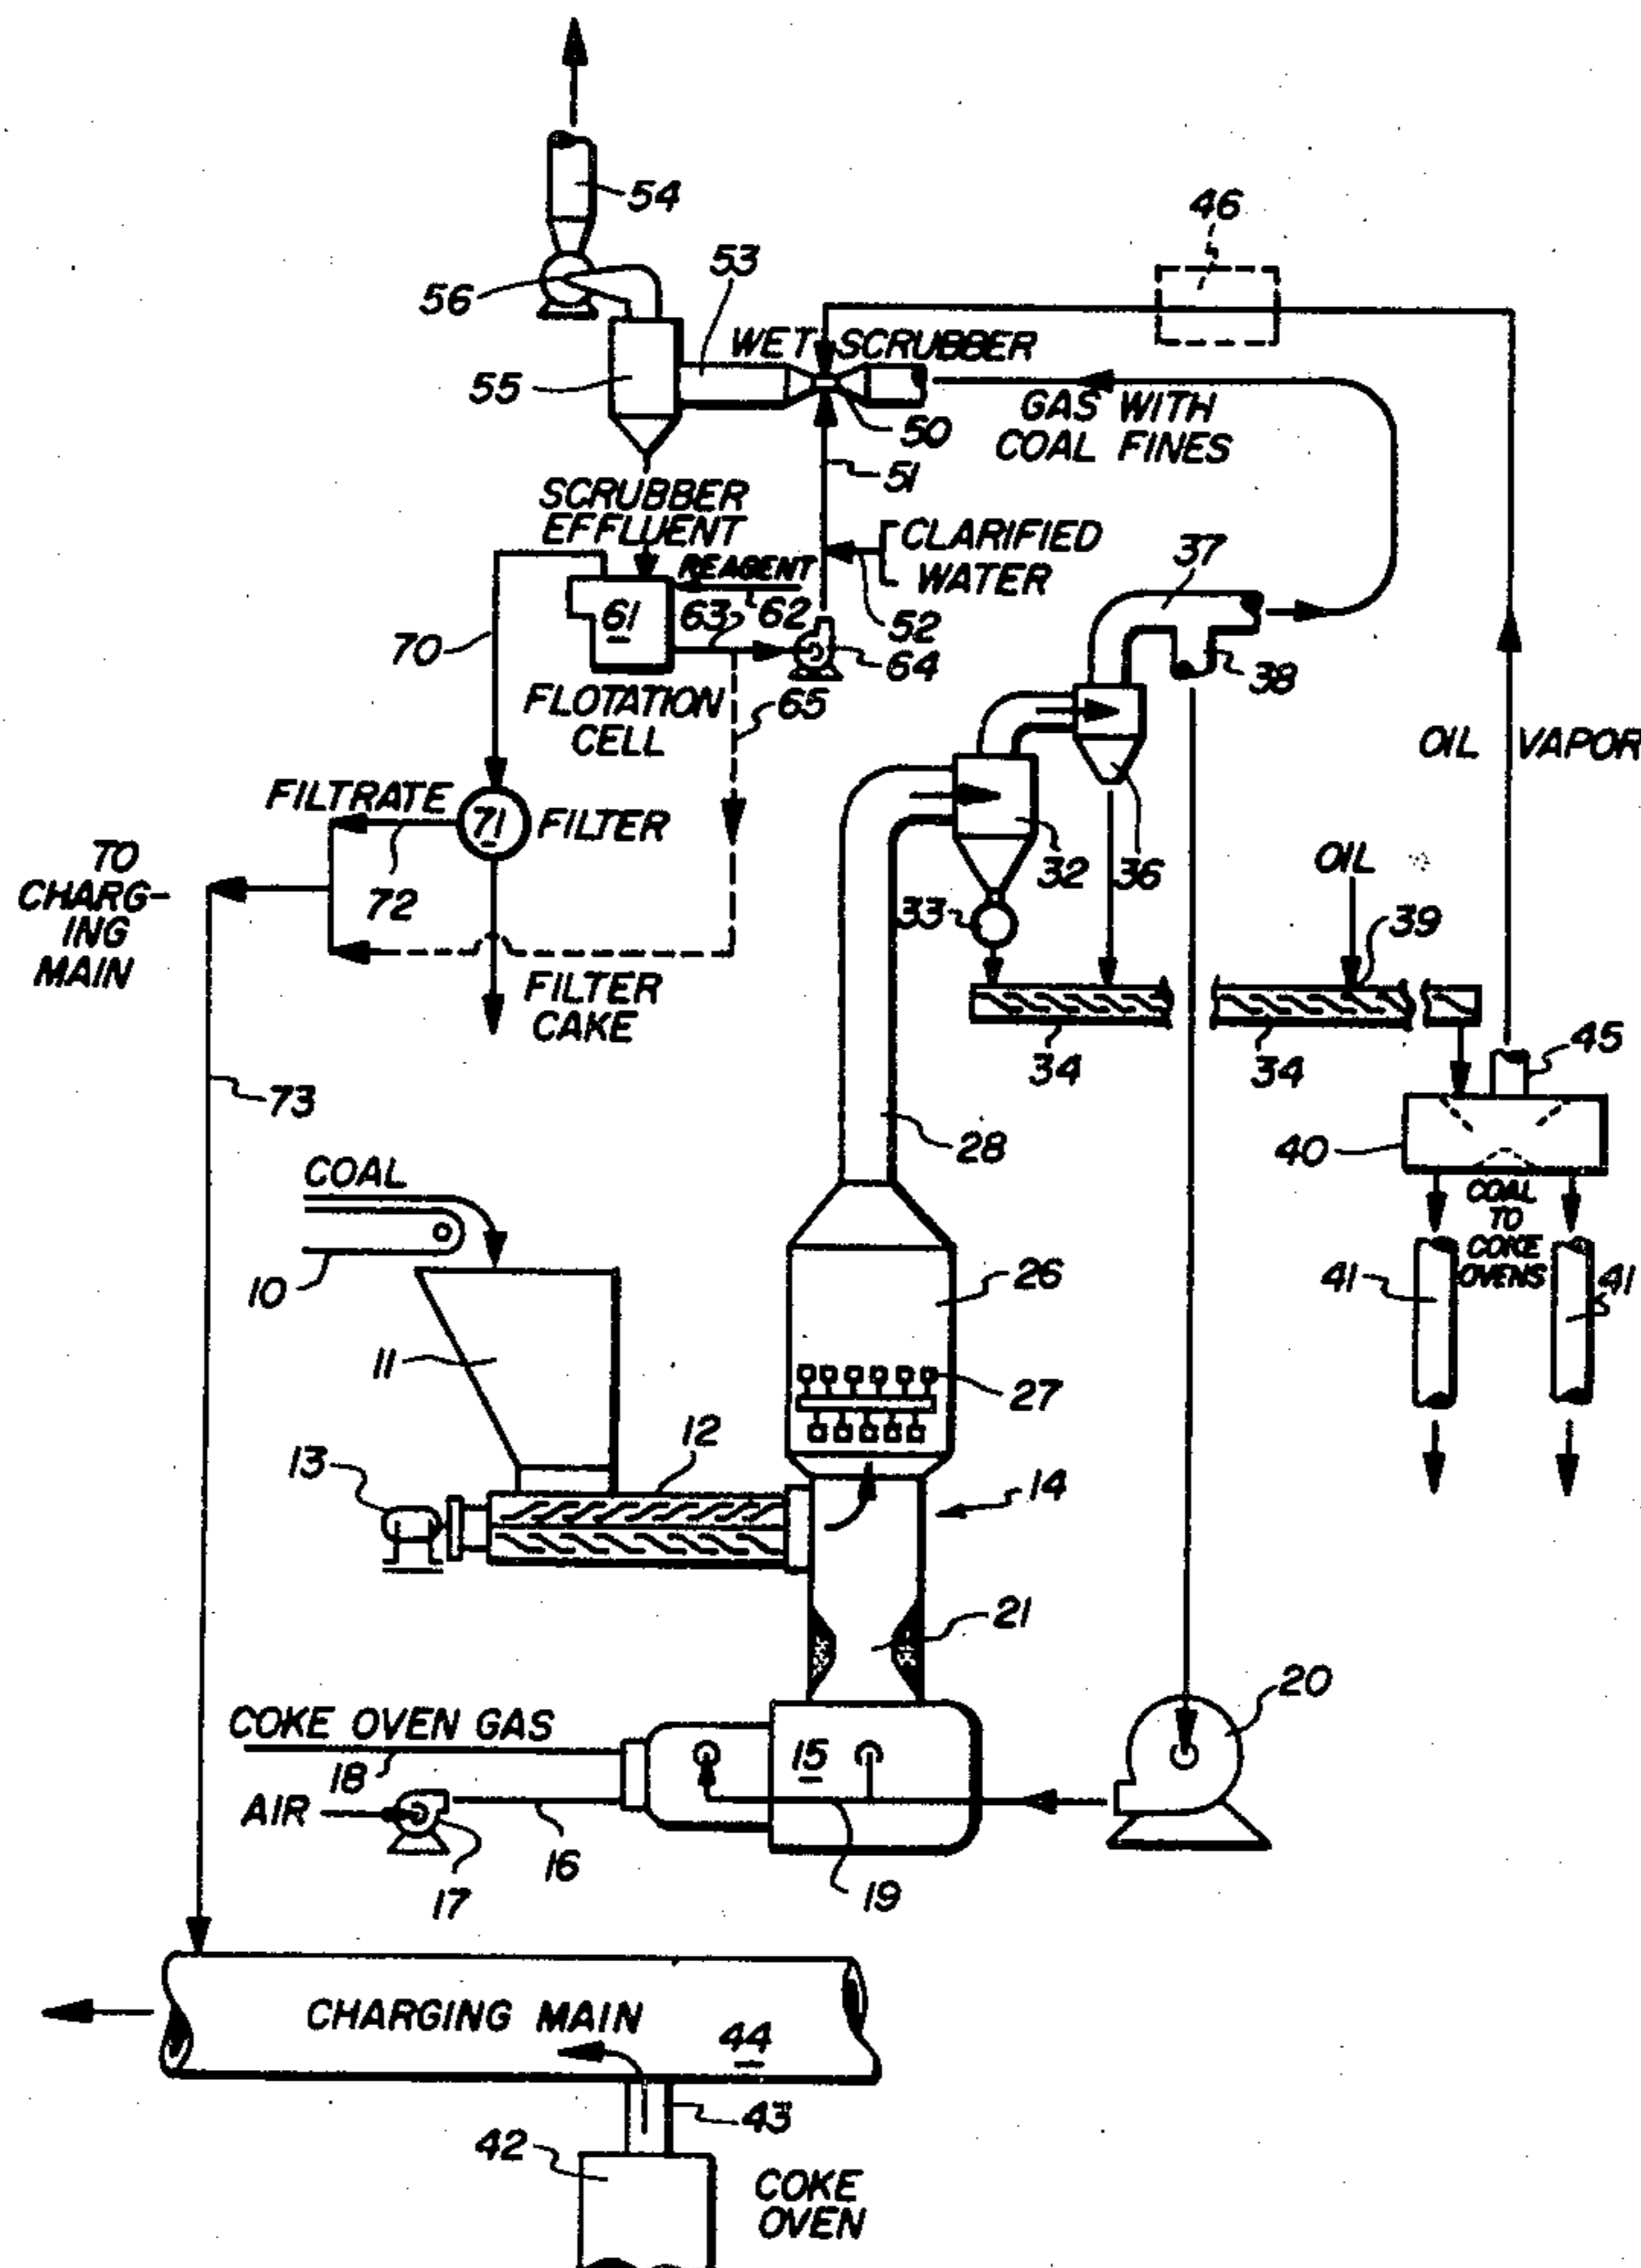 54
46
53
56
WET SCRUBBER
55
GAS WITH
COAL FINES
50
51
SCRUBBER
EFFLUENT
CLARIFIED
WATER
37
REAGENT
61
63
62
52
70
64
38
FLOTATION
CELL
65
OIL VAPOR
FILTRATE
71
FILTER
32
36
OIL
TO
CHARG-
ING
MAIN
72
33
39
FILTER
CAKE
34
34
45
73
28
40
COAL
COAL
TO
COKE
OVENS
10
26
41
41
11
27
12
13
14
21
20
COKE OVEN GAS
15
18
AIR
16
17
19
CHARGING MAIN
44
43
42
COKE
OVEN